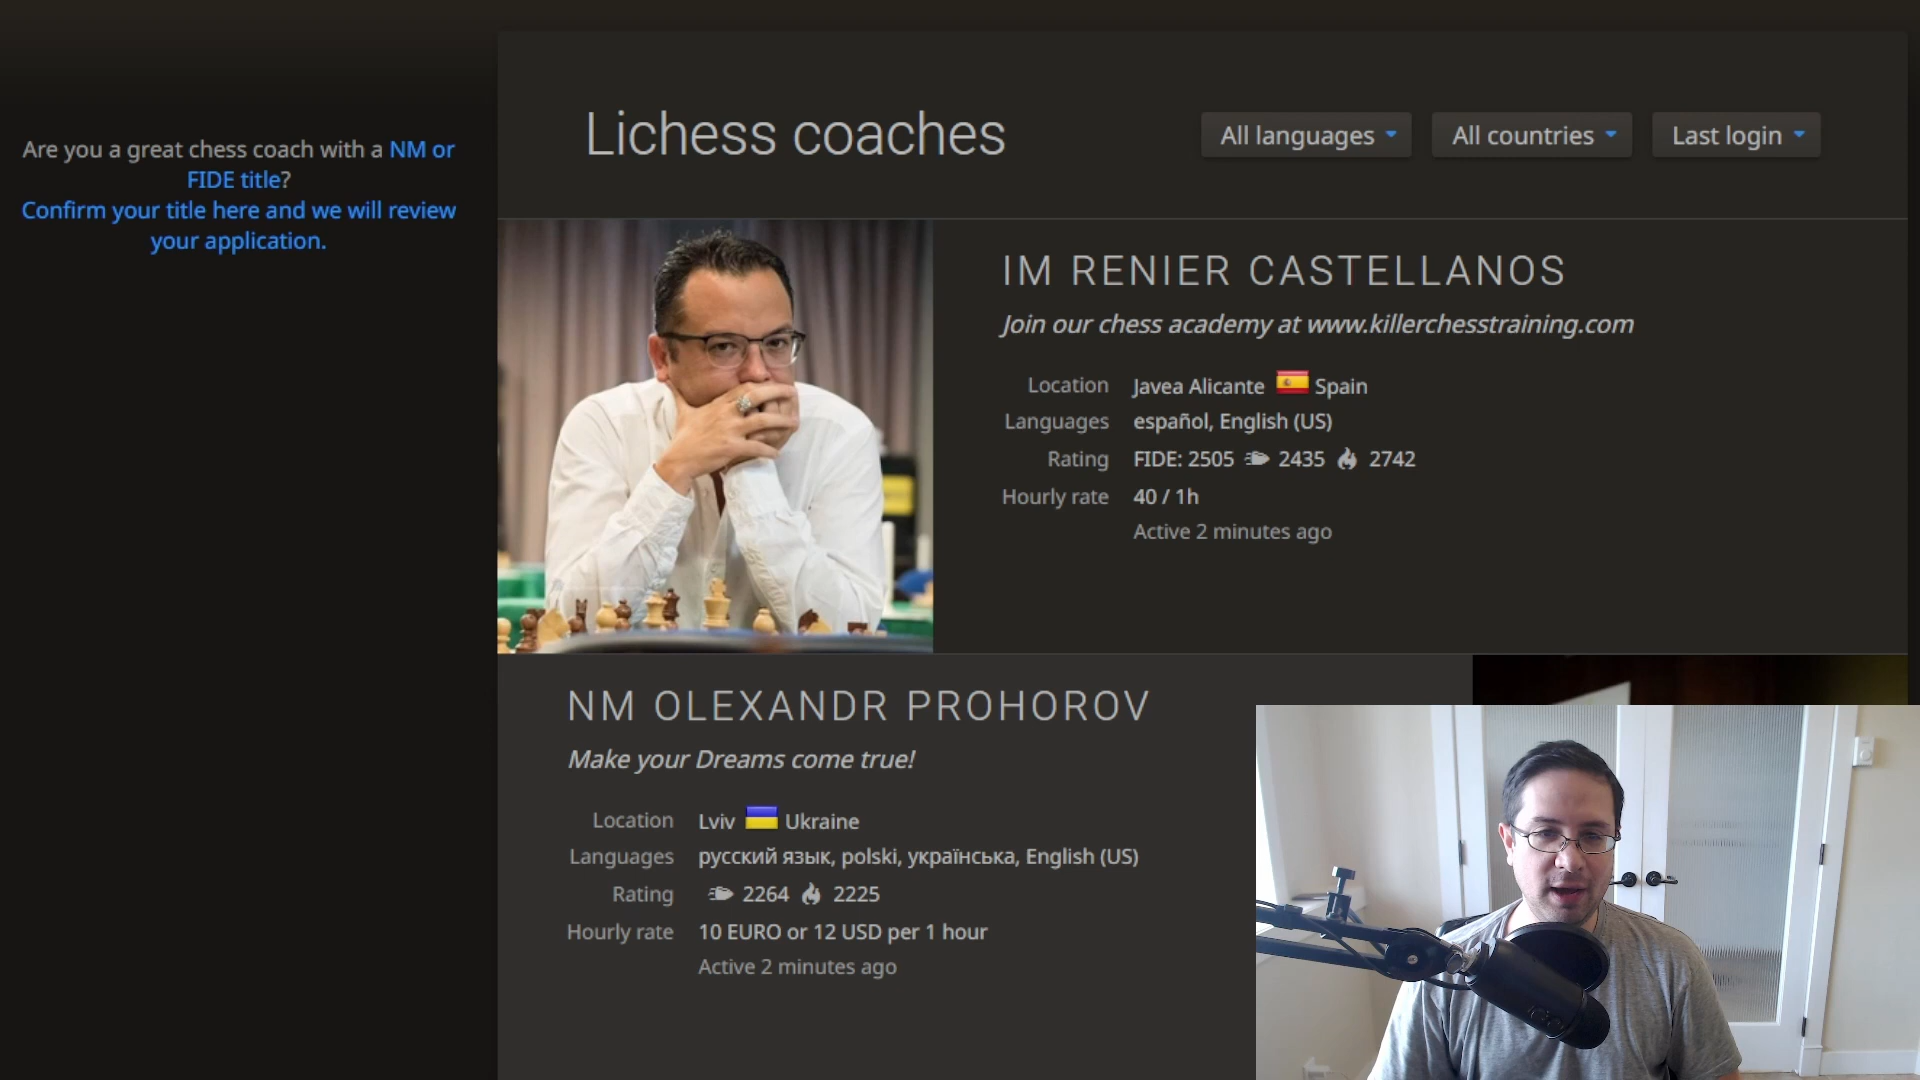 Are you a great chess coach with a NM or
FIDE title?
Confirm your title here and we will review
your application.
Lichess coaches
All languages
All countries
Last login
IM RENIER CASTELLANOS
Join our chess academy at www.killerchesstraining.com
Location Javea Alicante Spain
Languages español, English (US)
Rating FIDE: 2505 2435 2742
Hourly rate 40 / 1h
Active 2 minutes ago
NM OLEXANDR PROHOROV
Make your Dreams come true!
Location Lviv Ukraine
Languages русский язык, polski, українська, English (US)
Rating 2264 2225
Hourly rate 10 EURO or 12 USD per 1 hour
Active 2 minutes ago